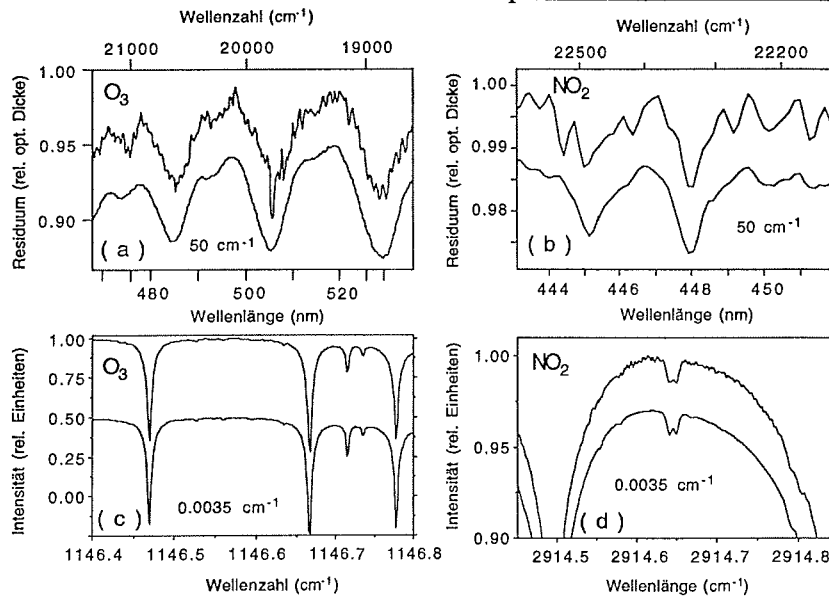 Wellenzahl (cm-1)
21000 20000 19000
Residuum (rel. opt. Dicke)
1.00
0.95
0.90
O3
( a )
50 cm-1
480 500 520
Wellenlänge (nm)
Wellenzahl (cm-1)
22500 22200
Residuum (rel. opt. Dicke)
1.00
0.99
0.98
NO2
( b )
50 cm-1
444 446 448 450
Wellenlänge (nm)
Intensität (rel. Einheiten)
1.00
0.75
0.50
0.25
0.00
O3
( c )
0.0035 cm-1
1146.4 1146.5 1146.6 1146.7 1146.8
Wellenzahl (cm-1)
Intensität (rel. Einheiten)
1.00
0.95
0.90
NO2
( d )
0.0035 cm-1
2914.5 2914.6 2914.7 2914.8
Wellenlänge (cm-1)